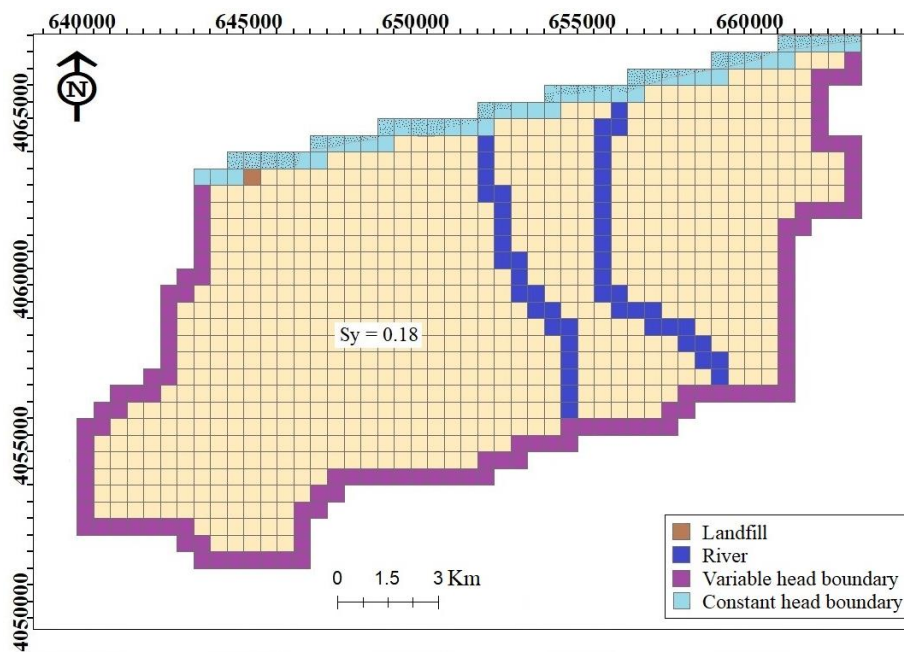 640000 645000 650000 655000 660000
N
4065000
4060000
4055000
4050000
Sy = 0.18
Landfill
River
Variable head boundary
Constant head boundary
0 1.5 3 Km